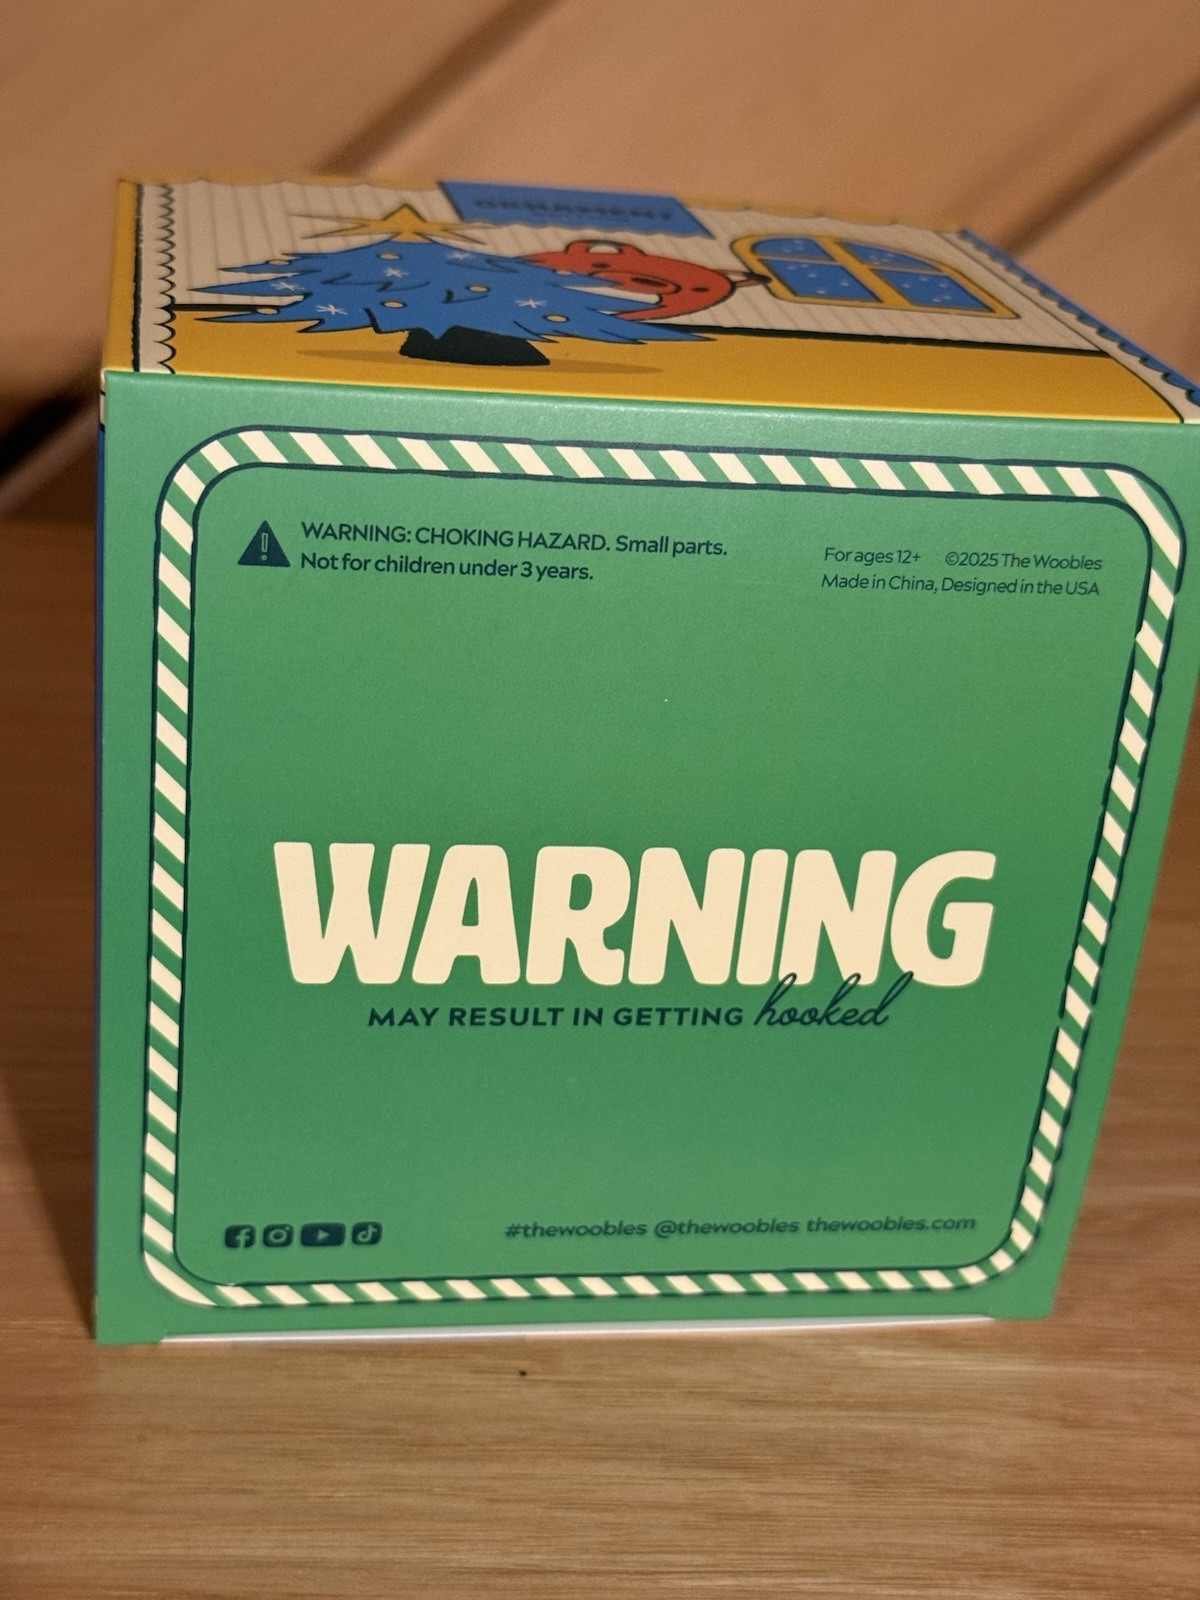 ORNAMENT
WARNING: CHOKING HAZARD. Small parts.
Not for children under 3 years.
For ages 12+ ©2025 The Woobles
Made in China, Designed in the USA
WARNING
MAY RESULT IN GETTING hooked
#thewoobles @thewoobles thewoobles.com